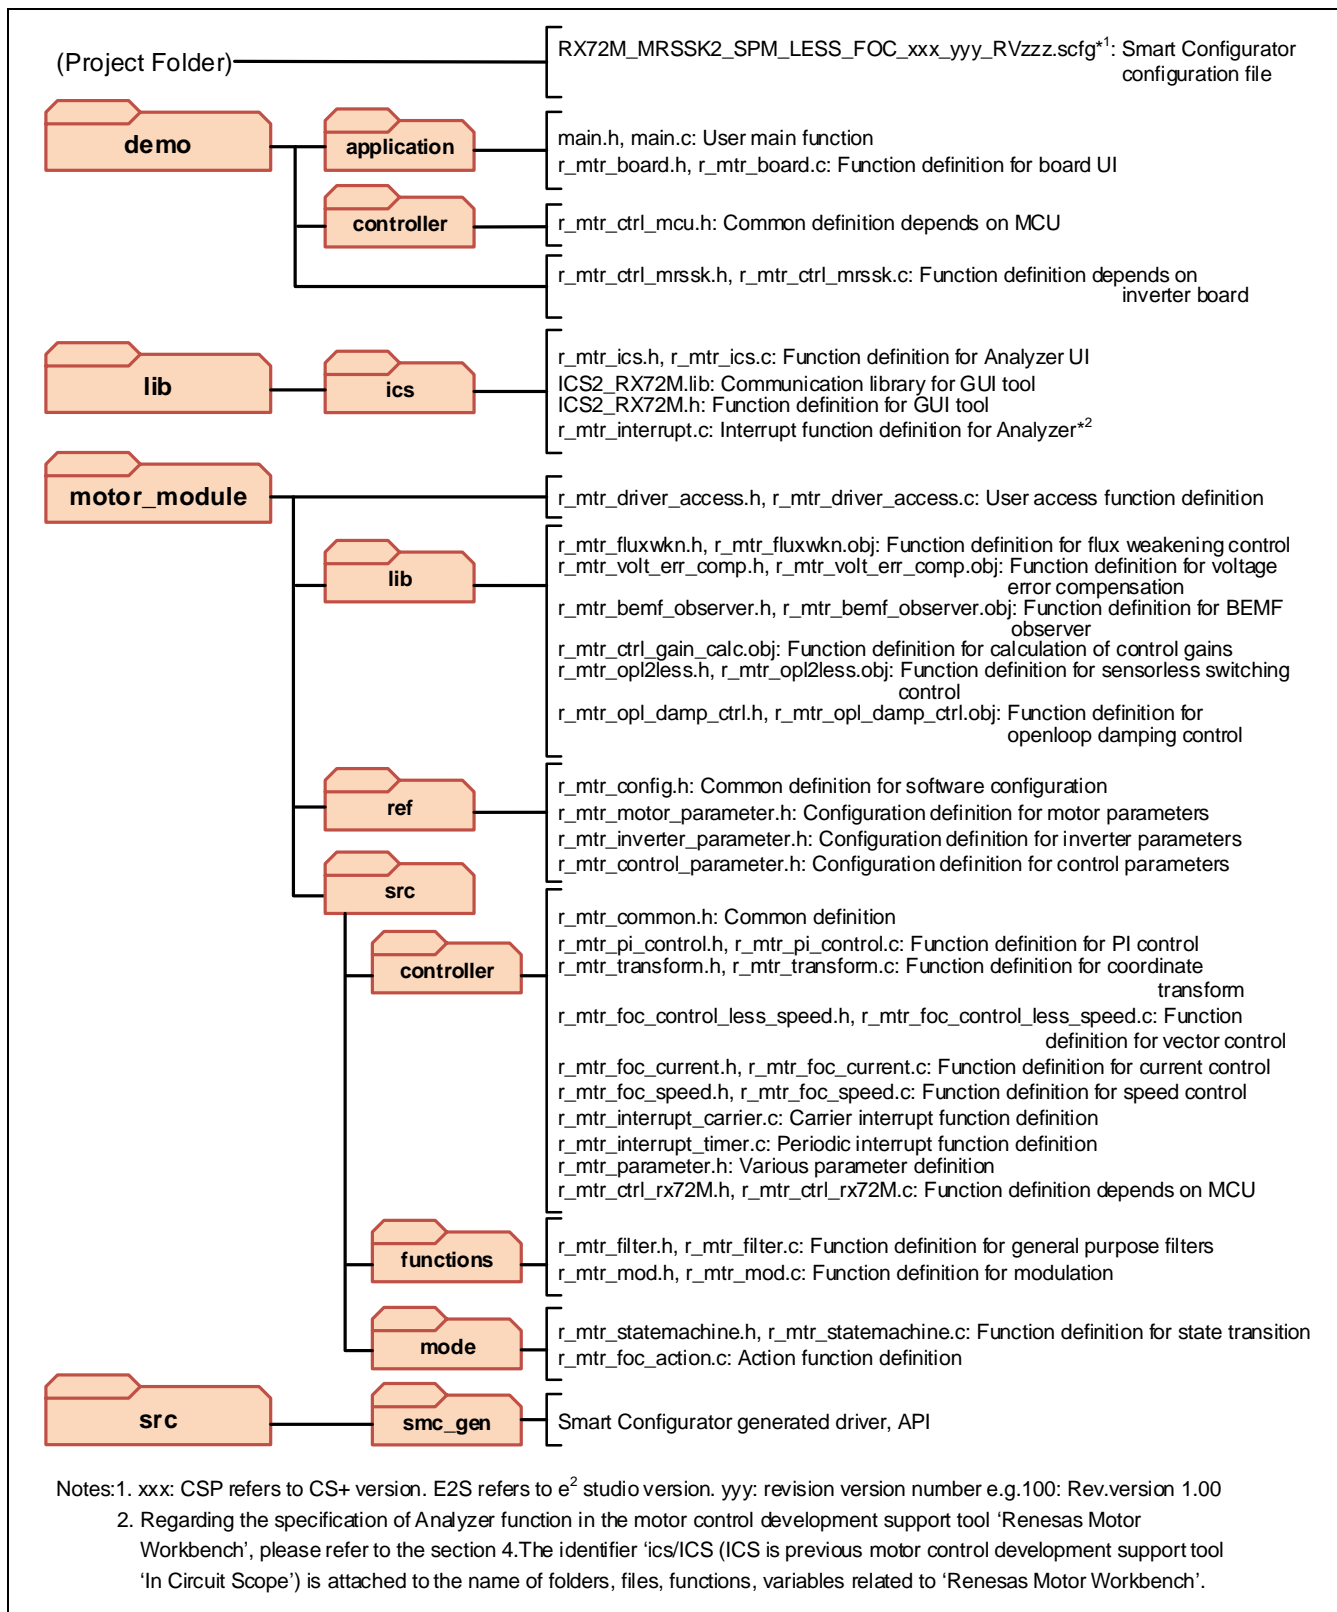 (Project Folder)
RX72M_MRSSK2_SPM_LESS_FOC_xxx_yyy_RVzzz.scfg*1: Smart Configurator
configuration file
demo
application
main.h, main.c: User main function
r_mtr_board.h, r_mtr_board.c: Function definition for board UI
controller
r_mtr_ctrl_mcu.h: Common definition depends on MCU
r_mtr_ctrl_mrssk.h, r_mtr_ctrl_mrssk.c: Function definition depends on
inverter board
lib
ics
r_mtr_ics.h, r_mtr_ics.c: Function definition for Analyzer UI
ICS2_RX72M.lib: Communication library for GUI tool
ICS2_RX72M.h: Function definition for GUI tool
r_mtr_interrupt.c: Interrupt function definition for Analyzer*2
motor_module
r_mtr_driver_access.h, r_mtr_driver_access.c: User access function definition
lib
r_mtr_fluxwkn.h, r_mtr_fluxwkn.obj: Function definition for flux weakening control
r_mtr_volt_err_comp.h, r_mtr_volt_err_comp.obj: Function definition for voltage
error compensation
r_mtr_bemf_observer.h, r_mtr_bemf_observer.obj: Function definition for BEMF
observer
r_mtr_ctrl_gain_calc.obj: Function definition for calculation of control gains
r_mtr_opl2less.h, r_mtr_opl2less.obj: Function definition for sensorless switching
control
r_mtr_opl_damp_ctrl.h, r_mtr_opl_damp_ctrl.obj: Function definition for
openloop damping control
ref
r_mtr_config.h: Common definition for software configuration
r_mtr_motor_parameter.h: Configuration definition for motor parameters
r_mtr_inverter_parameter.h: Configuration definition for inverter parameters
r_mtr_control_parameter.h: Configuration definition for control parameters
src
controller
r_mtr_common.h: Common definition
r_mtr_pi_control.h, r_mtr_pi_control.c: Function definition for PI control
r_mtr_transform.h, r_mtr_transform.c: Function definition for coordinate
transform
r_mtr_foc_control_less_speed.h, r_mtr_foc_control_less_speed.c: Function
definition for vector control
r_mtr_foc_current.h, r_mtr_foc_current.c: Function definition for current control
r_mtr_foc_speed.h, r_mtr_foc_speed.c: Function definition for speed control
r_mtr_interrupt_carrier.c: Carrier interrupt function definition
r_mtr_interrupt_timer.c: Periodic interrupt function definition
r_mtr_parameter.h: Various parameter definition
r_mtr_ctrl_rx72M.h, r_mtr_ctrl_rx72M.c: Function definition depends on MCU
functions
r_mtr_filter.h, r_mtr_filter.c: Function definition for general purpose filters
r_mtr_mod.h, r_mtr_mod.c: Function definition for modulation
mode
r_mtr_statemachine.h, r_mtr_statemachine.c: Function definition for state transition
r_mtr_foc_action.c: Action function definition
src
smc_gen
Smart Configurator generated driver, API
Notes:1. xxx: CSP refers to CS+ version. E2S refers to e2 studio version. yyy: revision version number e.g.100: Rev.version 1.00
2. Regarding the specification of Analyzer function in the motor control development support tool ‘Renesas Motor
Workbench’, please refer to the section 4.The identifier ‘ics/ICS (ICS is previous motor control development support tool
‘In Circuit Scope’) is attached to the name of folders, files, functions, variables related to ‘Renesas Motor Workbench’.